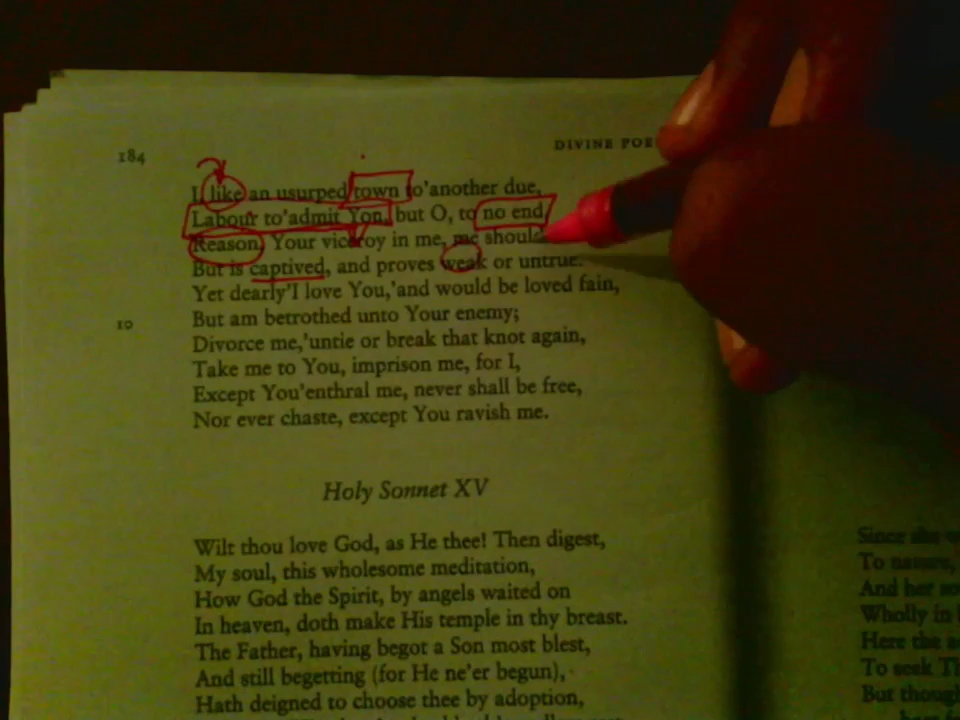 184
DIVINE POE
I, like an usurped town to'another due,
Labour to'admit You, but O, to no end,
Reason, Your viceroy in me, me should
But is captived, and proves weak or untrue.
Yet dearly'I love You,'and would be loved fain,
10
But am betrothed unto Your enemy;
Divorce me,'untie or break that knot again,
Take me to You, imprison me, for I,
Except You'enthral me, never shall be free,
Nor ever chaste, except You ravish me.
Holy Sonnet XV
Wilt thou love God, as He thee! Then digest,
My soul, this wholesome meditation,
How God the Spirit, by angels waited on
In heaven, doth make His temple in thy breast.
The Father, having begot a Son most blest,
And still begetting (for He ne'er begun),
Hath deigned to choose thee by adoption,
Since she
To nature,
And her
Wholly in
Here the
To seek
But though